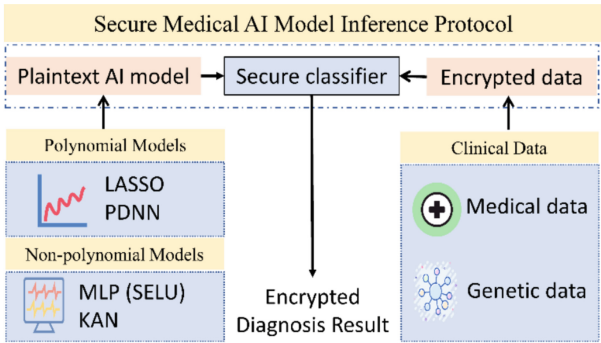 Secure Medical AI Model Inference Protocol
Plaintext AI model
Secure classifier
Encrypted data
Polynomial Models
LASSO
PDNN
Non-polynomial Models
MLP (SELU)
KAN
Clinical Data
Medical data
Genetic data
Encrypted
Diagnosis Result